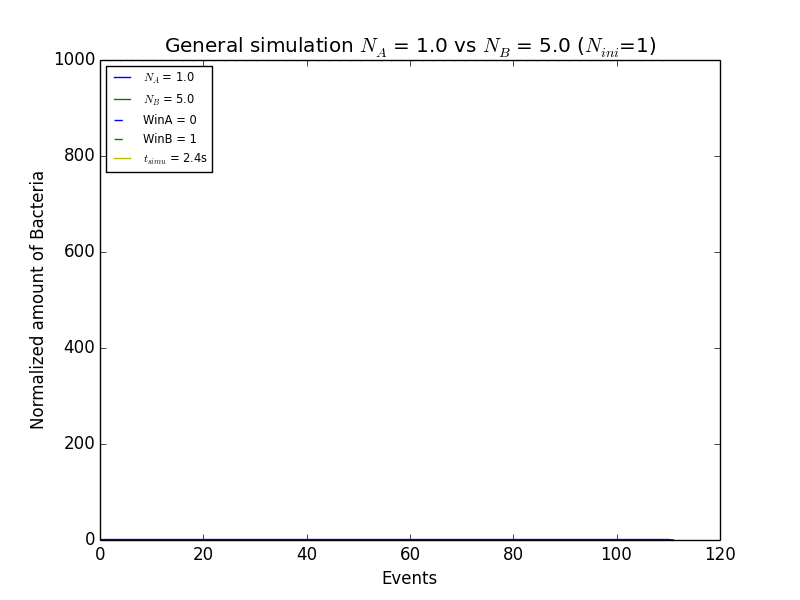 General simulation N_A = 1.0 vs N_B = 5.0 (N_ini=1)
1000
800
600
400
200
0
N_A = 1.0
N_B = 5.0
WinA = 0
WinB = 1
t_simu = 2.4s
Normalized amount of Bacteria
0 20 40 60 80 100 120
Events